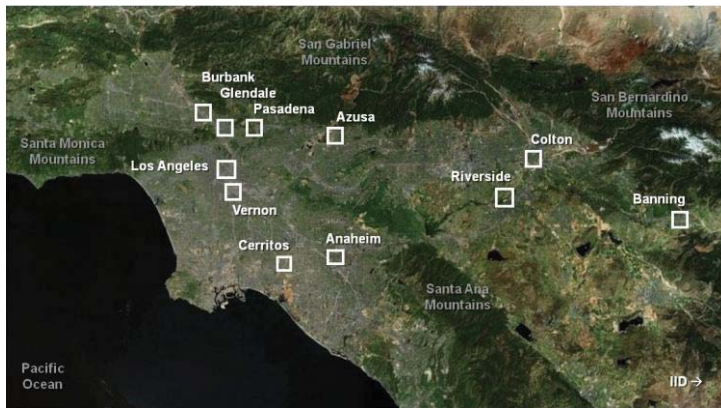 San Gabriel
Mountains
Burbank
Glendale
Pasadena
Azusa
San Bernardino
Mountains
Santa Monica
Mountains
Colton
Los Angeles
Riverside
Banning
Vernon
Cerritos
Anaheim
Santa Ana
Mountains
Pacific
Ocean
IID →